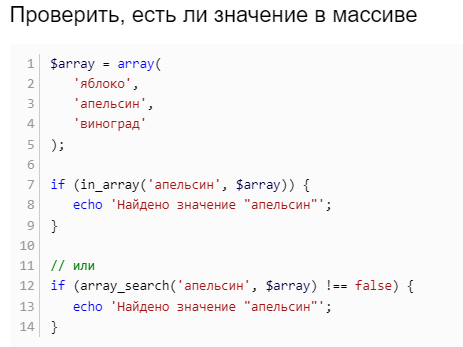 Проверить, есть ли значение в массиве
1 $array = array(
2    'яблоко',
3    'апельсин',
4    'виноград'
5 );
6
7 if (in_array('апельсин', $array)) {
8    echo 'Найдено значение "апельсин"';
9 }
10
11 // или
12 if (array_search('апельсин', $array) !== false) {
13    echo 'Найдено значение "апельсин"';
14 }